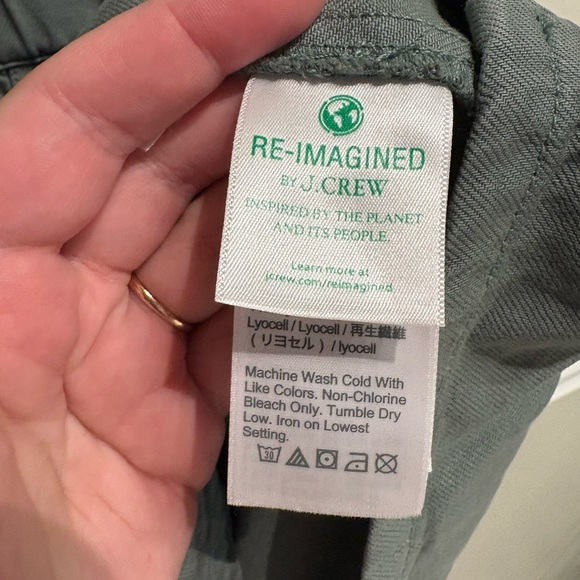 RE-IMAGINED
BY J.CREW
INSPIRED BY THE PLANET
AND ITS PEOPLE.
Learn more at
jcrew.com/reimagined
Lyocell / Lyocell / 再生繊維
(リヨセル) / lyocell
Machine Wash Cold With
Like Colors. Non-Chlorine
Bleach Only. Tumble Dry
Low. Iron on Lowest
Setting.
30